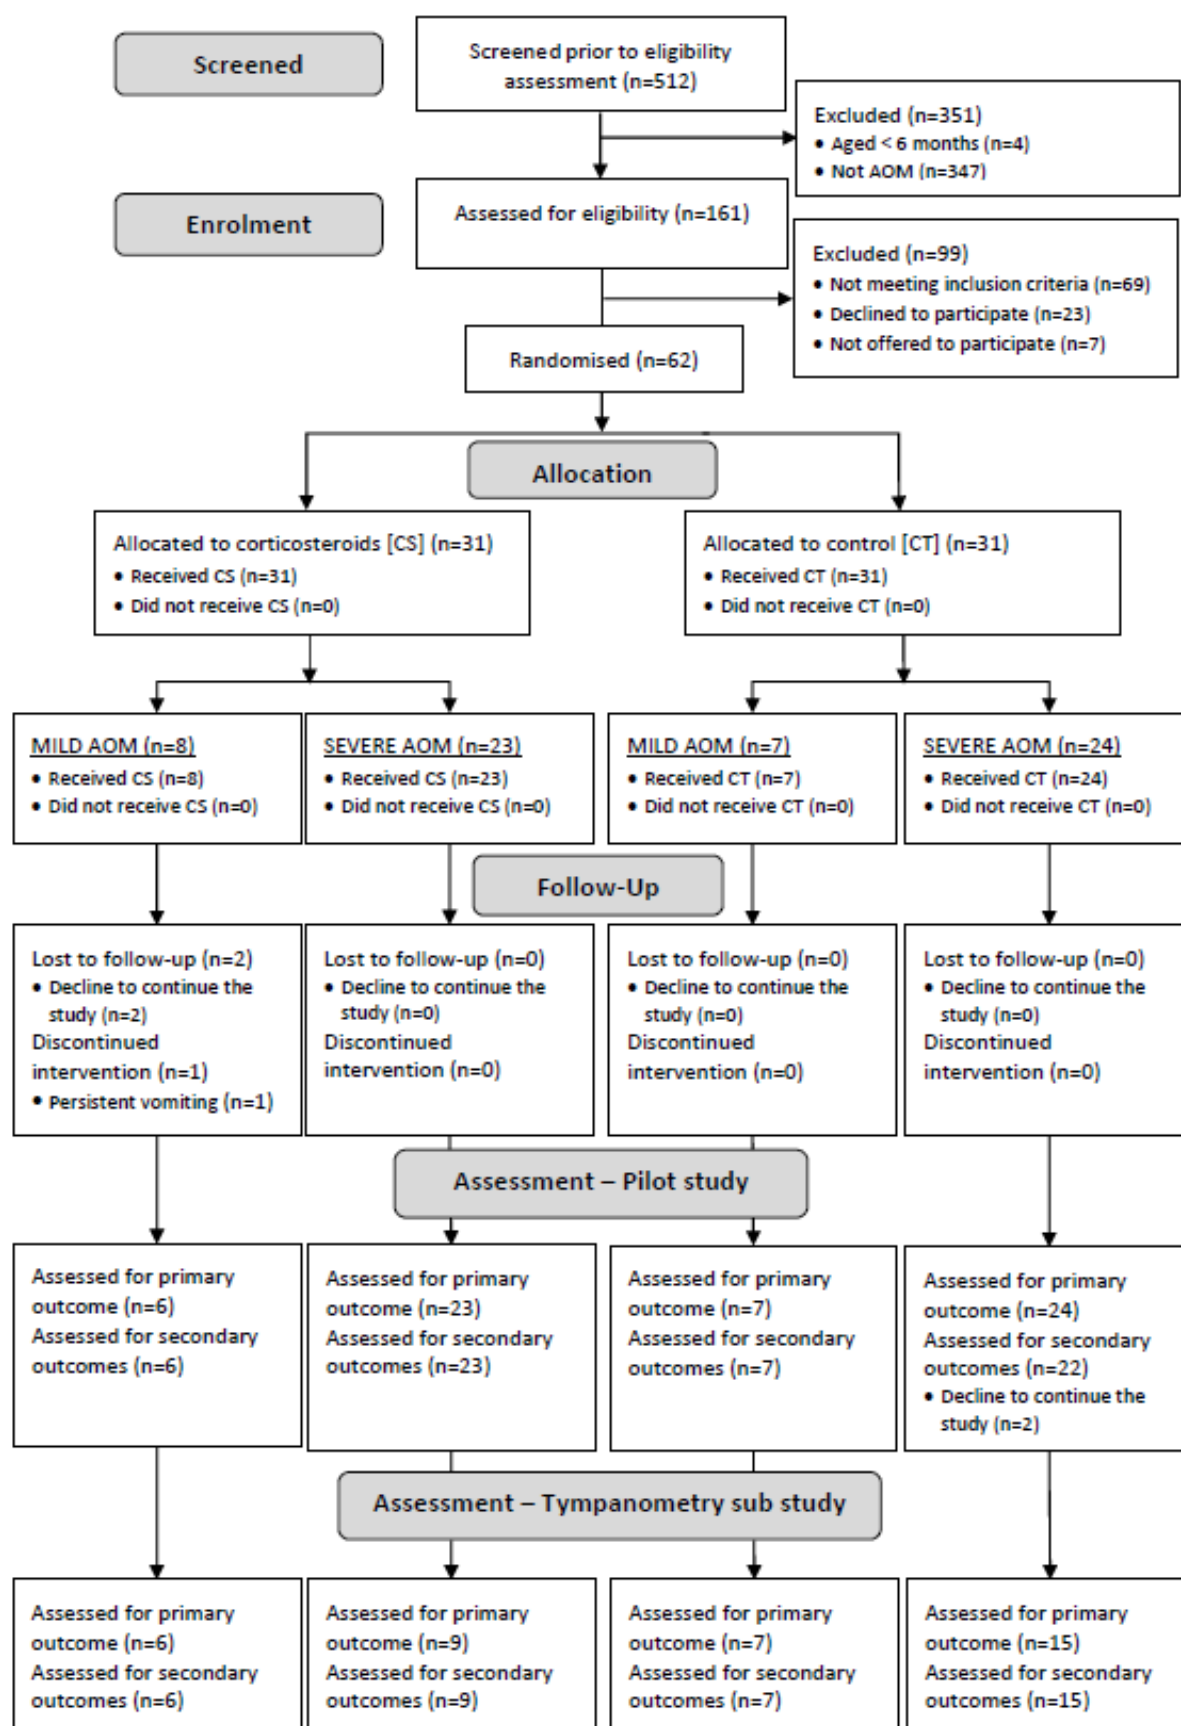 Screened
Screened prior to eligibility
assessment (n=512)
Excluded (n=351)
• Aged < 6 months (n=4)
• Not AOM (n=347)
Enrolment
Assessed for eligibility (n=161)
Excluded (n=99)
• Not meeting inclusion criteria (n=69)
• Declined to participate (n=23)
• Not offered to participate (n=7)
Randomised (n=62)
Allocation
Allocated to corticosteroids [CS] (n=31)
• Received CS (n=31)
• Did not receive CS (n=0)
Allocated to control [CT] (n=31)
• Received CT (n=31)
• Did not receive CT (n=0)
MILD AOM (n=8)
• Received CS (n=8)
• Did not receive CS (n=0)
SEVERE AOM (n=23)
• Received CS (n=23)
• Did not receive CS (n=0)
MILD AOM (n=7)
• Received CT (n=7)
• Did not receive CT (n=0)
SEVERE AOM (n=24)
• Received CT (n=24)
• Did not receive CT (n=0)
Follow-Up
Lost to follow-up (n=2)
• Decline to continue the
study (n=2)
Discontinued
intervention (n=1)
• Persistent vomiting (n=1)
Lost to follow-up (n=0)
• Decline to continue the
study (n=0)
Discontinued
intervention (n=0)
Lost to follow-up (n=0)
• Decline to continue the
study (n=0)
Discontinued
intervention (n=0)
Lost to follow-up (n=0)
• Decline to continue the
study (n=0)
Discontinued
intervention (n=0)
Assessment – Pilot study
Assessed for primary
outcome (n=6)
Assessed for secondary
outcomes (n=6)
Assessed for primary
outcome (n=23)
Assessed for secondary
outcomes (n=23)
Assessed for primary
outcome (n=7)
Assessed for secondary
outcomes (n=7)
Assessed for primary
outcome (n=24)
Assessed for secondary
outcomes (n=22)
• Decline to continue the
study (n=2)
Assessment – Tympanometry sub study
Assessed for primary
outcome (n=6)
Assessed for secondary
outcomes (n=6)
Assessed for primary
outcome (n=9)
Assessed for secondary
outcomes (n=9)
Assessed for primary
outcome (n=7)
Assessed for secondary
outcomes (n=7)
Assessed for primary
outcome (n=15)
Assessed for secondary
outcomes (n=15)